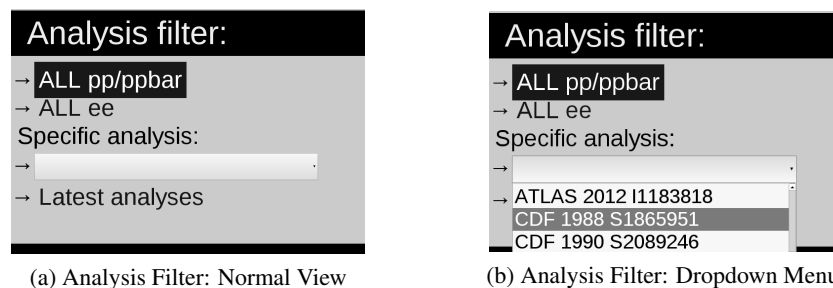 Analysis filter:
→ ALL pp/ppbar
→ ALL ee
Specific analysis:
→
→ Latest analyses
(a) Analysis Filter: Normal View
Analysis filter:
→ ALL pp/ppbar
→ ALL ee
Specific analysis:
→
→ ATLAS 2012 I1183818
CDF 1988 S1865951
CDF 1990 S2089246
(b) Analysis Filter: Dropdown Menu